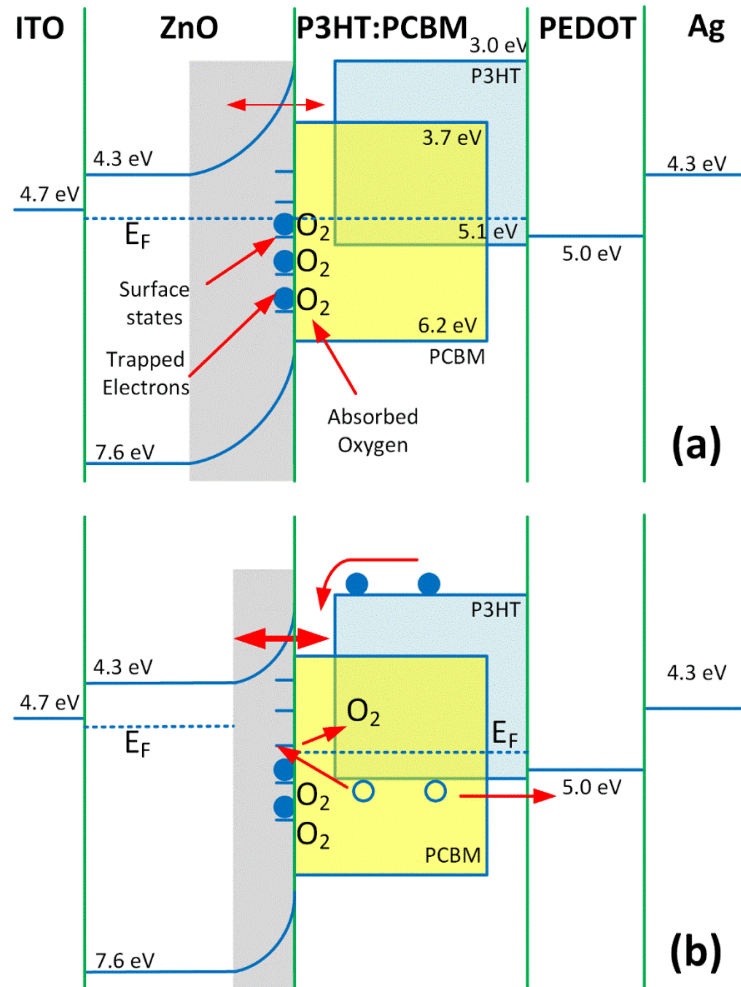 ITO ZnO P3HT:PCBM PEDOT Ag
3.0 eV
P3HT
3.7 eV
4.3 eV
4.3 eV
4.7 eV
E_F
O₂
5.1 eV
5.0 eV
O₂
Surface
states
O₂
6.2 eV
PCBM
Trapped
Electrons
Absorbed
Oxygen
7.6 eV
(a)
P3HT
4.3 eV
4.3 eV
4.7 eV
O₂
E_F
E_F
5.0 eV
O₂
O₂
PCBM
7.6 eV
(b)